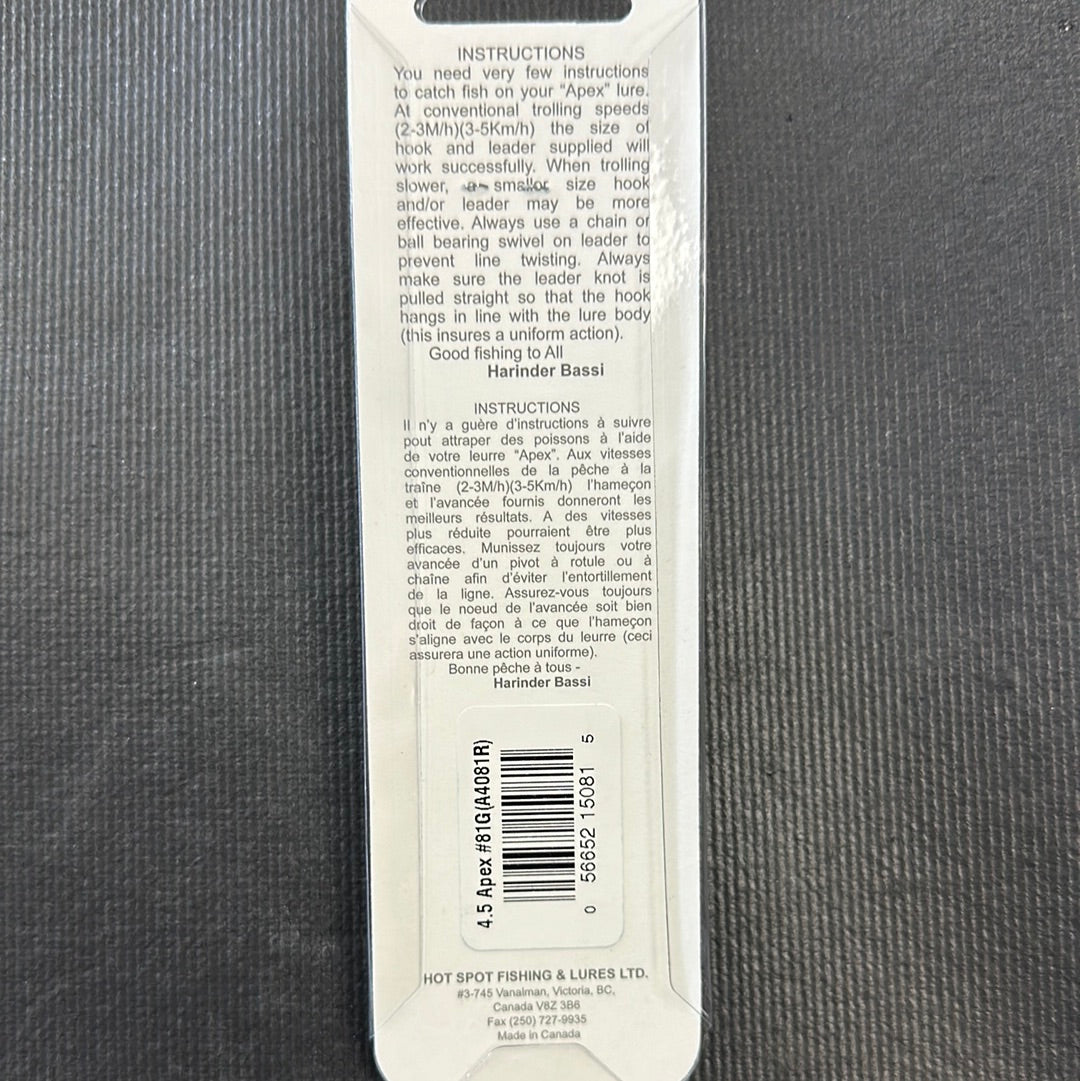 INSTRUCTIONS
You need very few instructions
to catch fish on your "Apex" lure.
At conventional trolling speeds
(2-3M/h)(3-5Km/h) the size of
hook and leader supplied will
work successfully. When trolling
slower, a smaller size hook
and/or leader may be more
effective. Always use a chain or
ball bearing swivel on leader to
prevent line twisting. Always
make sure the leader knot is
pulled straight so that the hook
hangs in line with the lure body
(this insures a uniform action).
Good fishing to All
Harinder Bassi
INSTRUCTIONS
Il n'y a guère d'instructions à suivre
pout attraper des poissons à l'aide
de votre leurre "Apex". Aux vitesses
conventionnelles de la pêche à la
traîne (2-3M/h)(3-5Km/h) l'hameçon
et l'avancée fournis donneront les
meilleurs résultats. A des vitesses
plus réduite pourraient être plus
efficaces. Munissez toujours votre
avancée d'un pivot à rotule ou à
chaîne afin d'éviter l'entortillement
de la ligne. Assurez-vous toujours
que le noeud de l'avancée soit bien
droit de façon à ce que l'hameçon
s'aligne avec le corps du leurre (ceci
assurera une action uniforme).
Bonne pêche à tous -
Harinder Bassi
4.5 Apex #81G(A4081R)
0 56652 15081 5
HOT SPOT FISHING & LURES LTD.
#3-745 Vanalman, Victoria, BC,
Canada V8Z 3B6
Fax (250) 727-9935
Made in Canada